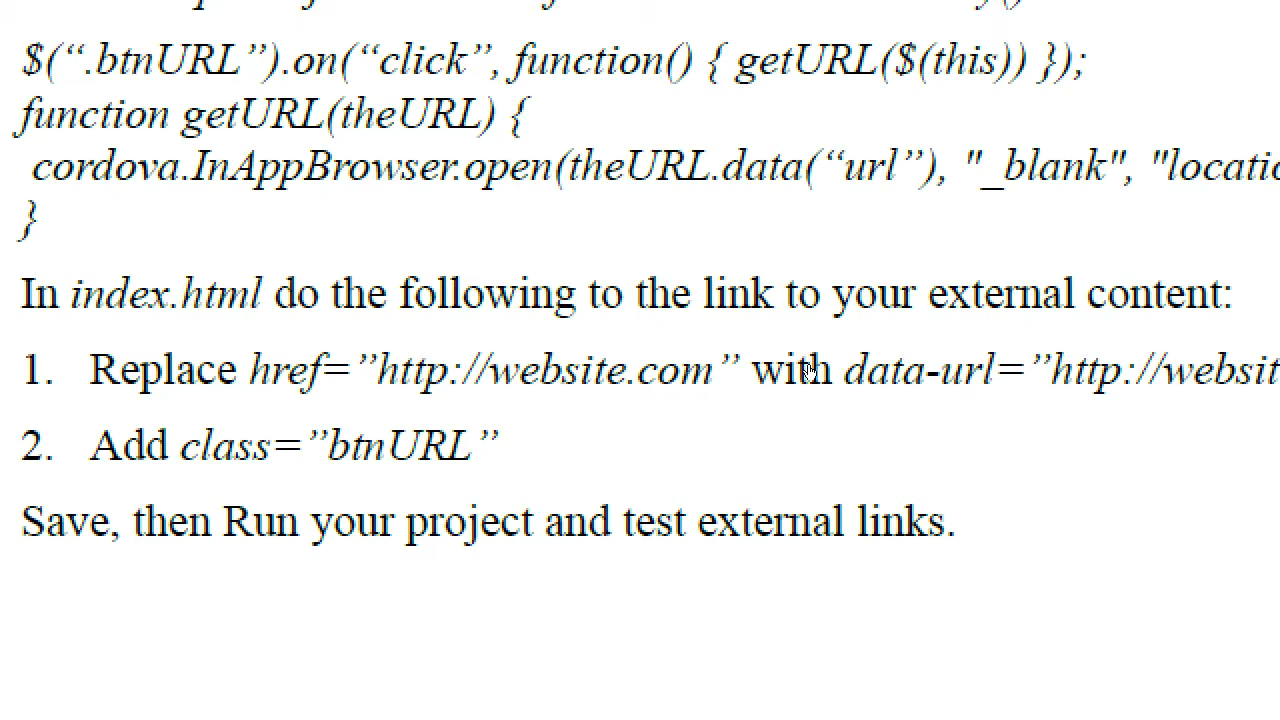 $(“.btnURL”).on(“click”, function() { getURL($(this)) });
function getURL(theURL) {
cordova.InAppBrowser.open(theURL.data(“url”), "_blank", "locatio
}
In index.html do the following to the link to your external content:
1. Replace href=”http://website.com” with data-url=”http://websit
2. Add class=”btnURL”
Save, then Run your project and test external links.